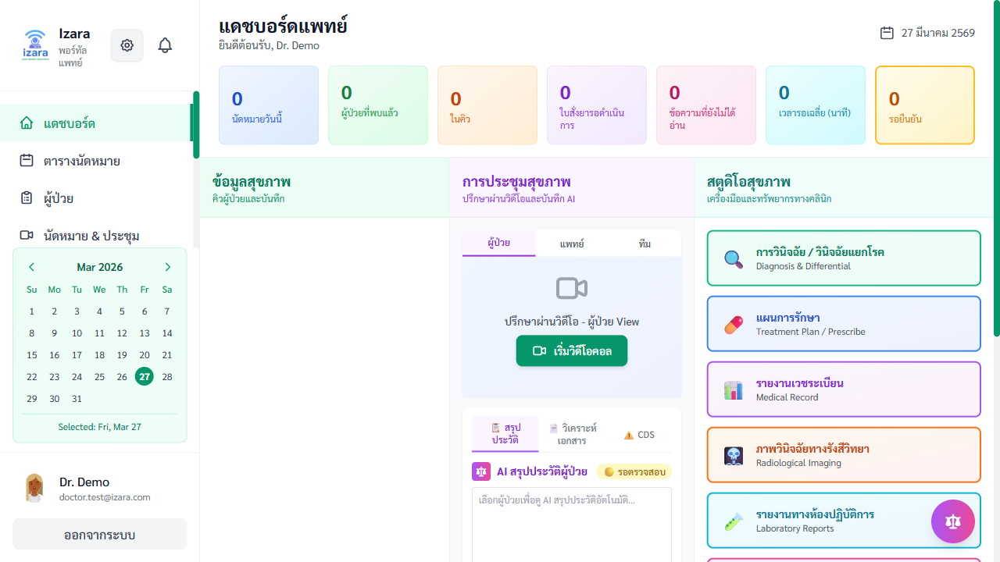 Izara
พอร์ทัล
แพทย์
izara
แดชบอร์ด
ตารางนัดหมาย
ผู้ป่วย
นัดหมาย & ประชุม
Mar 2026
Su Mo Tu We Th Fr Sa
1 2 3 4 5 6 7
8 9 10 11 12 13 14
15 16 17 18 19 20 21
22 23 24 25 26 27 28
29 30 31
Selected: Fri, Mar 27
Dr. Demo
doctor.test@izara.com
ออกจากระบบ
แดชบอร์ดแพทย์
ยินดีต้อนรับ, Dr. Demo
27 มีนาคม 2569
0
นัดหมายวันนี้
0
ผู้ป่วยที่พบแล้ว
0
ในคิว
0
ใบสั่งยารอดำเนิน
การ
0
ข้อความที่ยังไม่ได้
อ่าน
0
เวลารอเฉลี่ย (นาที)
0
รอยืนยัน
ข้อมูลสุขภาพ
คิวผู้ป่วยและบันทึก
การประชุมสุขภาพ
ปรึกษาผ่านวิดีโอและบันทึก AI
ผู้ป่วย แพทย์ ทีม
ปรึกษาผ่านวิดีโอ - ผู้ป่วย View
เริ่มวิดีโอคอล
สรุป
ประวัติ
วิเคราะห์
เอกสาร
CDS
AI สรุปประวัติผู้ป่วย
รอตรวจสอบ
เลือกผู้ป่วยเพื่อดู AI สรุปประวัติอัตโนมัติ...
สตูดิโอสุขภาพ
เครื่องมือและทรัพยากรทางคลินิก
การวินิจฉัย / วินิจฉัยแยกโรค
Diagnosis & Differential
แผนการรักษา
Treatment Plan / Prescribe
รายงานเวชระเบียน
Medical Record
ภาพวินิจฉัยทางรังสีวิทยา
Radiological Imaging
รายงานทางห้องปฏิบัติการ
Laboratory Reports